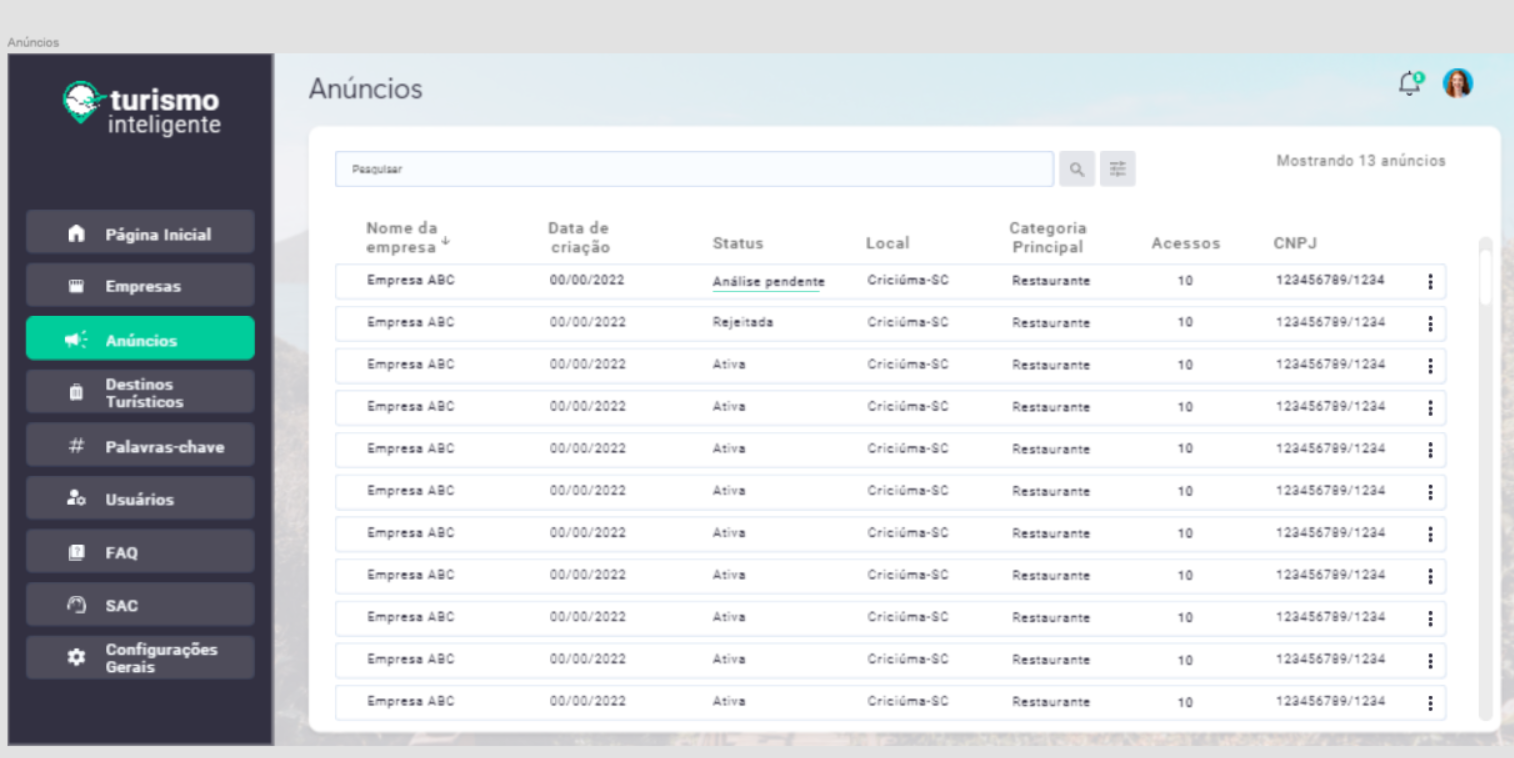 Anúncios
turismo
inteligente
Anúncios
Página Inicial
Empresas
Anúncios
Destinos
Turísticos
# Palavras-chave
Usuários
FAQ
SAC
Configurações
Gerais
Pesquisar
Mostrando 13 anúncios
Nome da
empresa ↓
Data de
criação
Status
Local
Categoria
Principal
Acessos
CNPJ
Empresa ABC 00/00/2022 Análise pendente Criciúma-SC Restaurante 10 123456789/1234
Empresa ABC 00/00/2022 Rejeitada Criciúma-SC Restaurante 10 123456789/1234
Empresa ABC 00/00/2022 Ativa Criciúma-SC Restaurante 10 123456789/1234
Empresa ABC 00/00/2022 Ativa Criciúma-SC Restaurante 10 123456789/1234
Empresa ABC 00/00/2022 Ativa Criciúma-SC Restaurante 10 123456789/1234
Empresa ABC 00/00/2022 Ativa Criciúma-SC Restaurante 10 123456789/1234
Empresa ABC 00/00/2022 Ativa Criciúma-SC Restaurante 10 123456789/1234
Empresa ABC 00/00/2022 Ativa Criciúma-SC Restaurante 10 123456789/1234
Empresa ABC 00/00/2022 Ativa Criciúma-SC Restaurante 10 123456789/1234
Empresa ABC 00/00/2022 Ativa Criciúma-SC Restaurante 10 123456789/1234
Empresa ABC 00/00/2022 Ativa Criciúma-SC Restaurante 10 123456789/1234